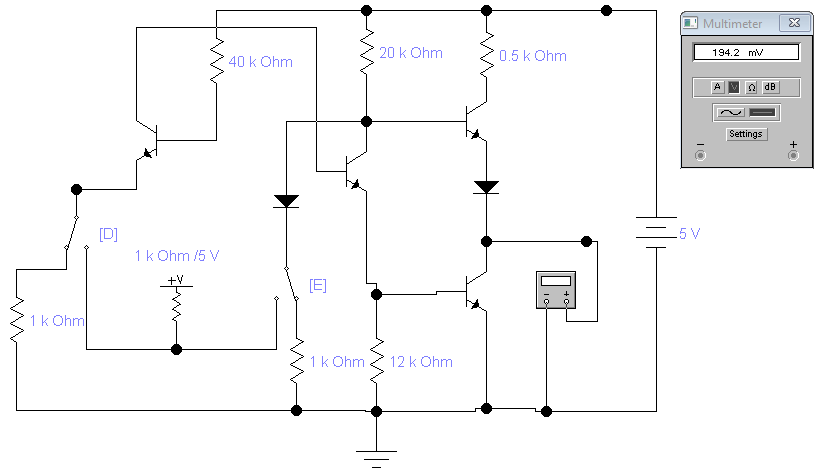 Multimeter
194.2 mV
A V Ω dB
Settings
− +
40 k Ohm
20 k Ohm
0.5 k Ohm
[D]
1 k Ohm /5 V
+V
[E]
5 V
− +
1 k Ohm
1 k Ohm
12 k Ohm